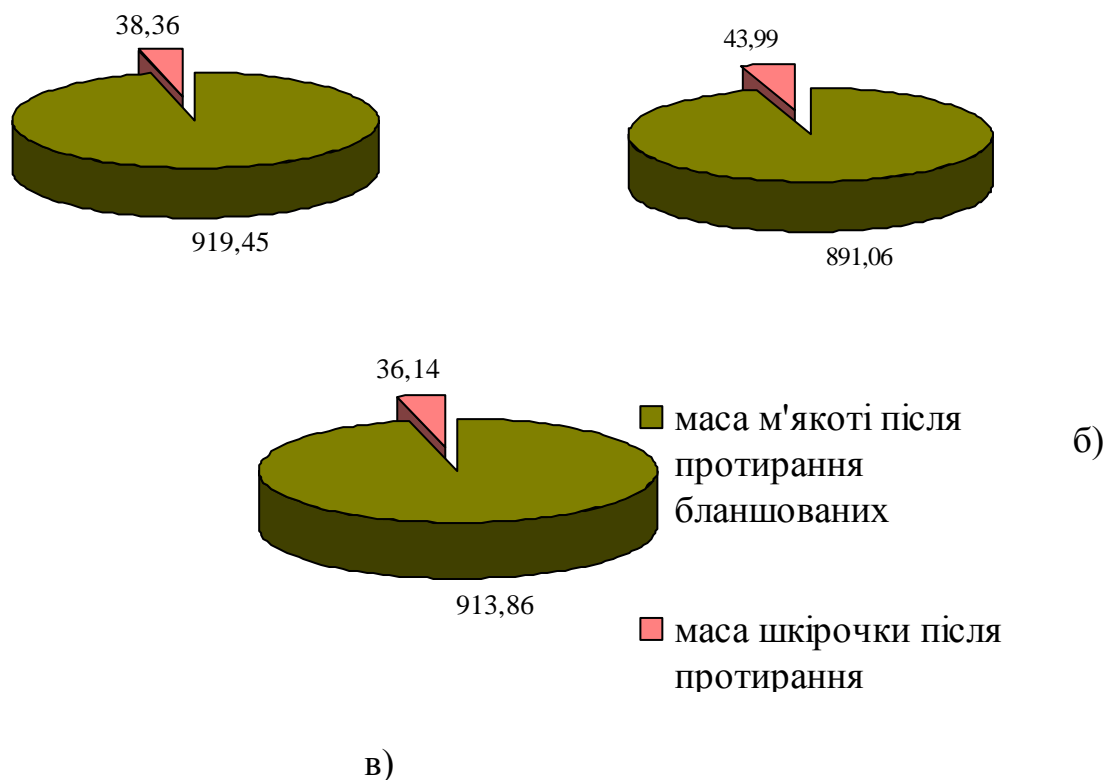 38,36
919,45
43,99
891,06
36,14
913,86
маса м'якоті після
протирання
бланшованих
маса шкірочки після
протирання
б)
в)